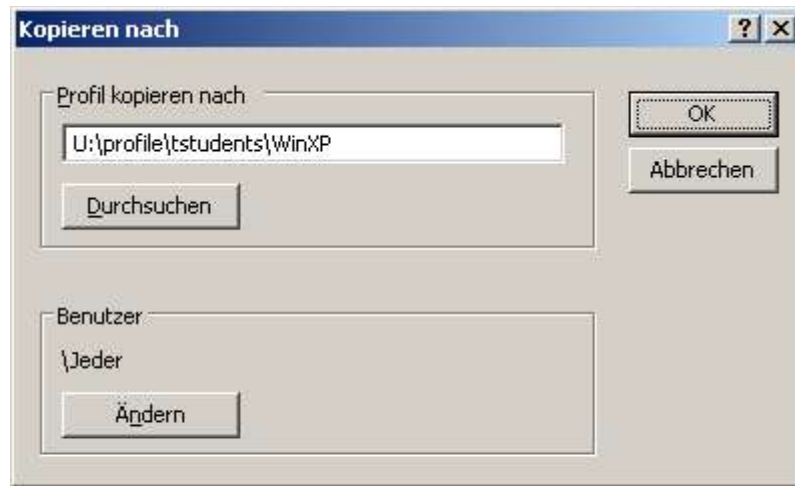 Kopieren nach
Profil kopieren nach
U:\profile\tstudents\WinXP
Durchsuchen
OK
Abbrechen
Benutzer
\Jeder
Ändern